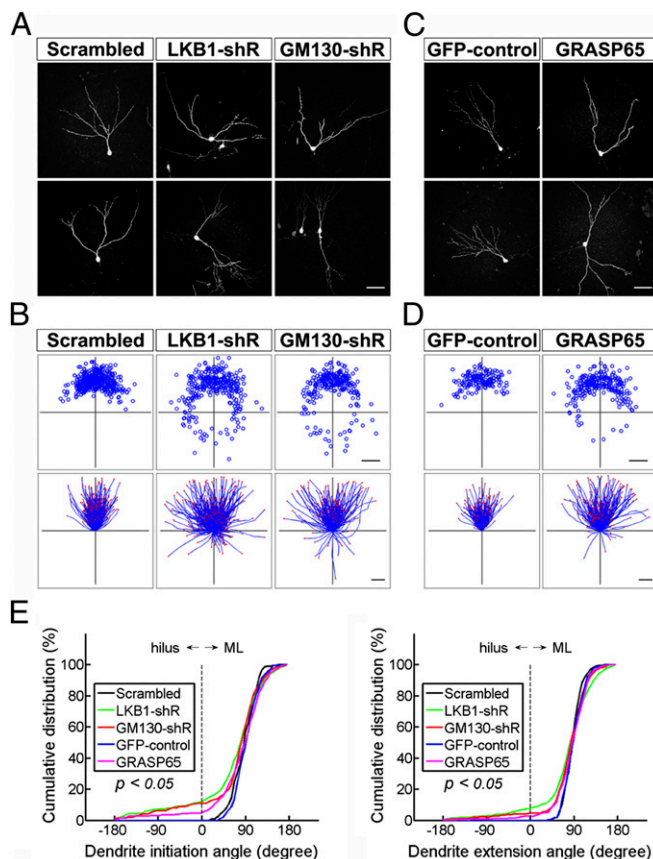 A
C
Scrambled LKB1-shR GM130-shR
GFP-control GRASP65
B
D
Scrambled LKB1-shR GM130-shR
GFP-control GRASP65
E
Cumulative distribution (%)
100
80
60
40
20
0
hilus ← → ML
Scrambled
LKB1-shR
GM130-shR
GFP-control
GRASP65
p < 0.05
-180 -90 0 90 180
Dendrite initiation angle (degree)
Cumulative distribution (%)
100
80
60
40
20
0
hilus ← → ML
Scrambled
LKB1-shR
GM130-shR
GFP-control
GRASP65
p < 0.05
-180 -90 0 90 180
Dendrite extension angle (degree)